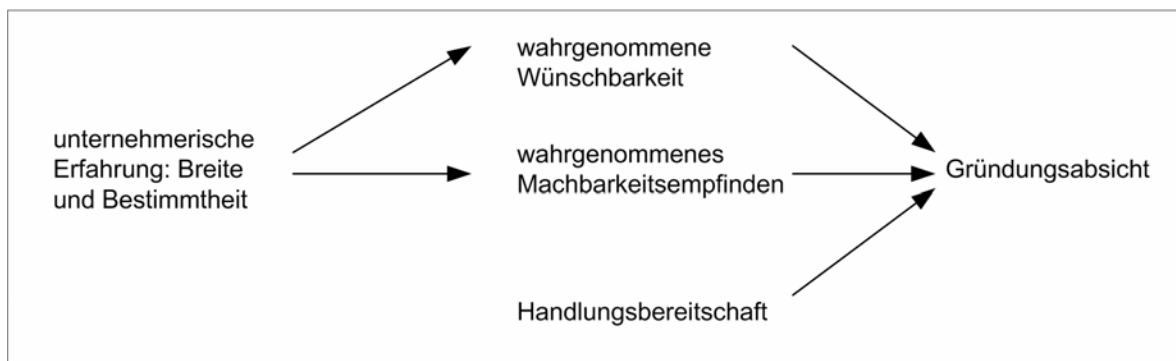 unternehmerische
Erfahrung: Breite
und Bestimmtheit
wahrgenommene
Wünschbarkeit
wahrgenommenes
Machbarkeitsempfinden
Handlungsbereitschaft
Gründungsabsicht